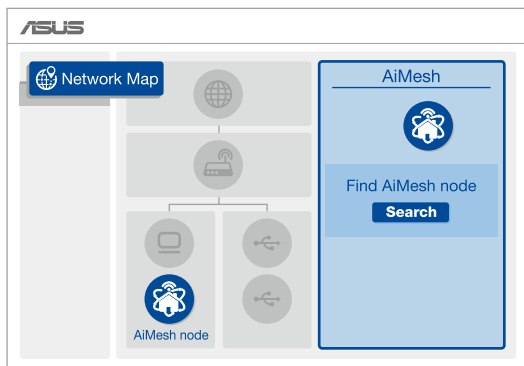 ASUS
Network Map
AiMesh
Find AiMesh node
Search
AiMesh node